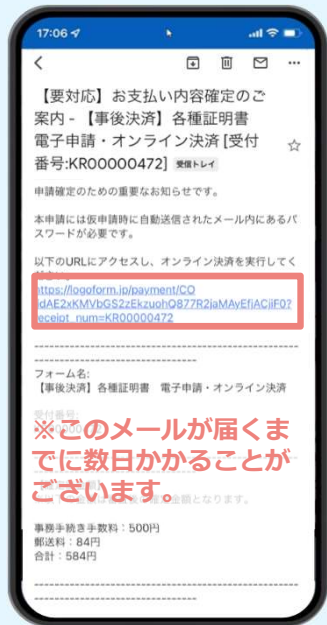 17:06
【要対応】お支払い内容確定のご
案内 - 【事後決済】各種証明書
電子申請・オンライン決済 [受付
番号:KR00000472] 受信トレイ
申請確定のための重要なお知らせです。
本申請には仮申請時に自動送信されたメール内にあるパ
スワードが必要です。
以下のURLにアクセスし、オンライン決済を実行してく
https://logoform.jp/payment/CO
idAE2xKMVbGS2zEkzuohQ877R2jaMAyEfiACjiF0?
receipt_num=KR00000472
------------------------------------------------
------------------------------
フォーム名:
【事後決済】各種証明書 電子申請・オンライン決済
受付番号:
※このメールが届くま
でに数日かかることが
ございます。
金額となります。
事務手続き手数料：500円
郵送料：84円
合計：584円
------------------------------------------------
------------------------------